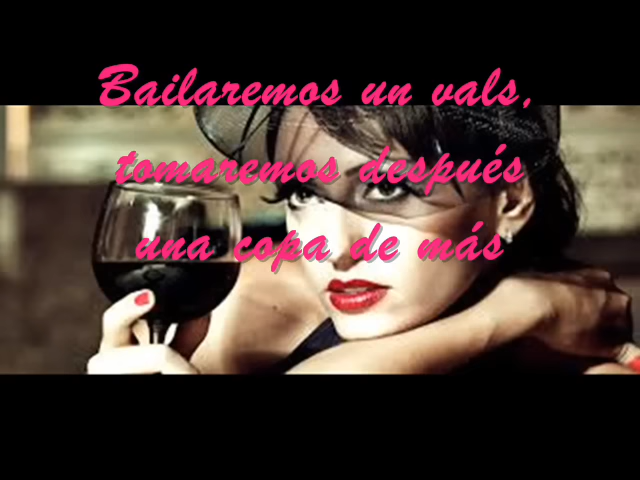 Bailaremos un vals,
tomaremos después
una copa de más